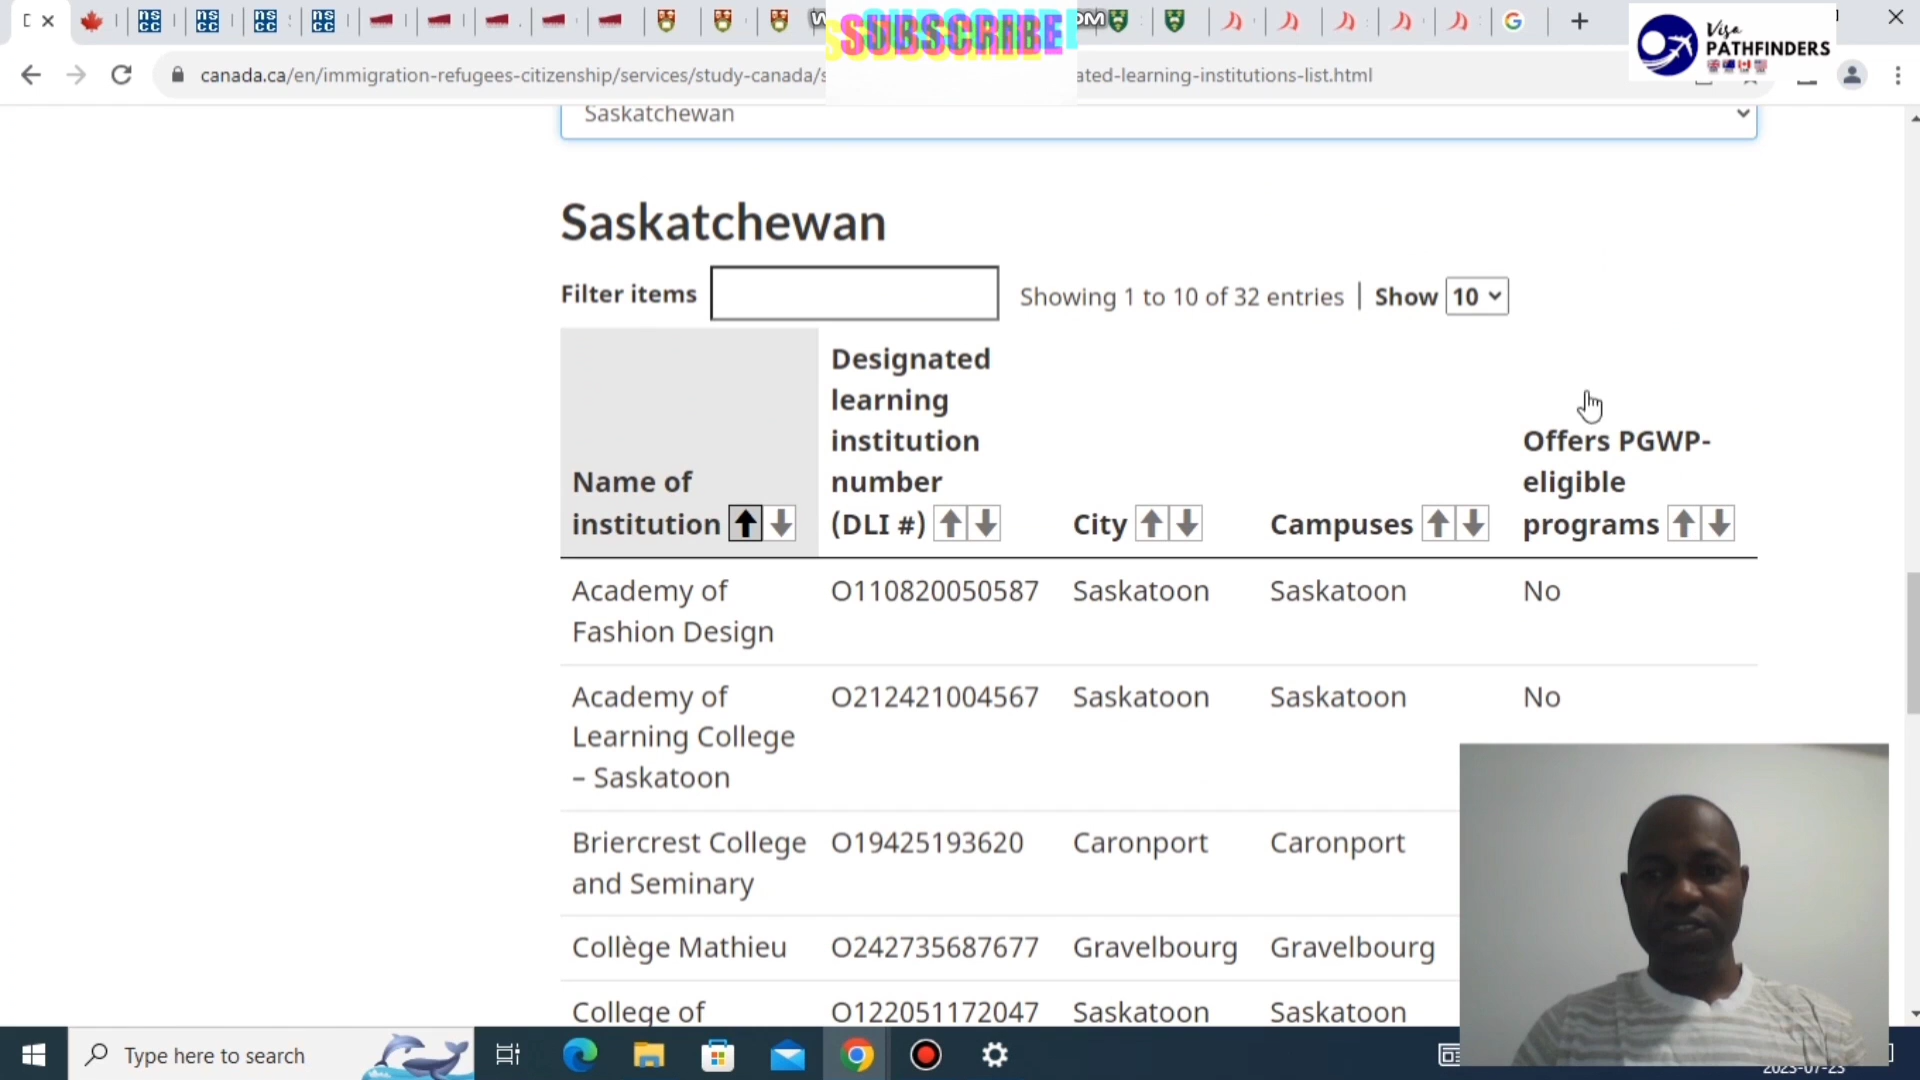 SUBSCRIBE
Visa
PATHFINDERS
canada.ca/en/immigration-refugees-citizenship/services/study-canada/s
ated-learning-institutions-list.html
Saskatchewan
Saskatchewan
Filter items
Showing 1 to 10 of 32 entries | Show 10
Name of
institution
Designated
learning
institution
number
(DLI #)
City
Campuses
Offers PGWP-
eligible
programs
Academy of
Fashion Design
O110820050587
Saskatoon
Saskatoon
No
Academy of
Learning College
– Saskatoon
O212421004567
Saskatoon
Saskatoon
No
Briercrest College
and Seminary
O19425193620
Caronport
Caronport
Collège Mathieu
O242735687677
Gravelbourg
Gravelbourg
College of
O122051172047
Saskatoon
Saskatoon
Type here to search
2023-07-23